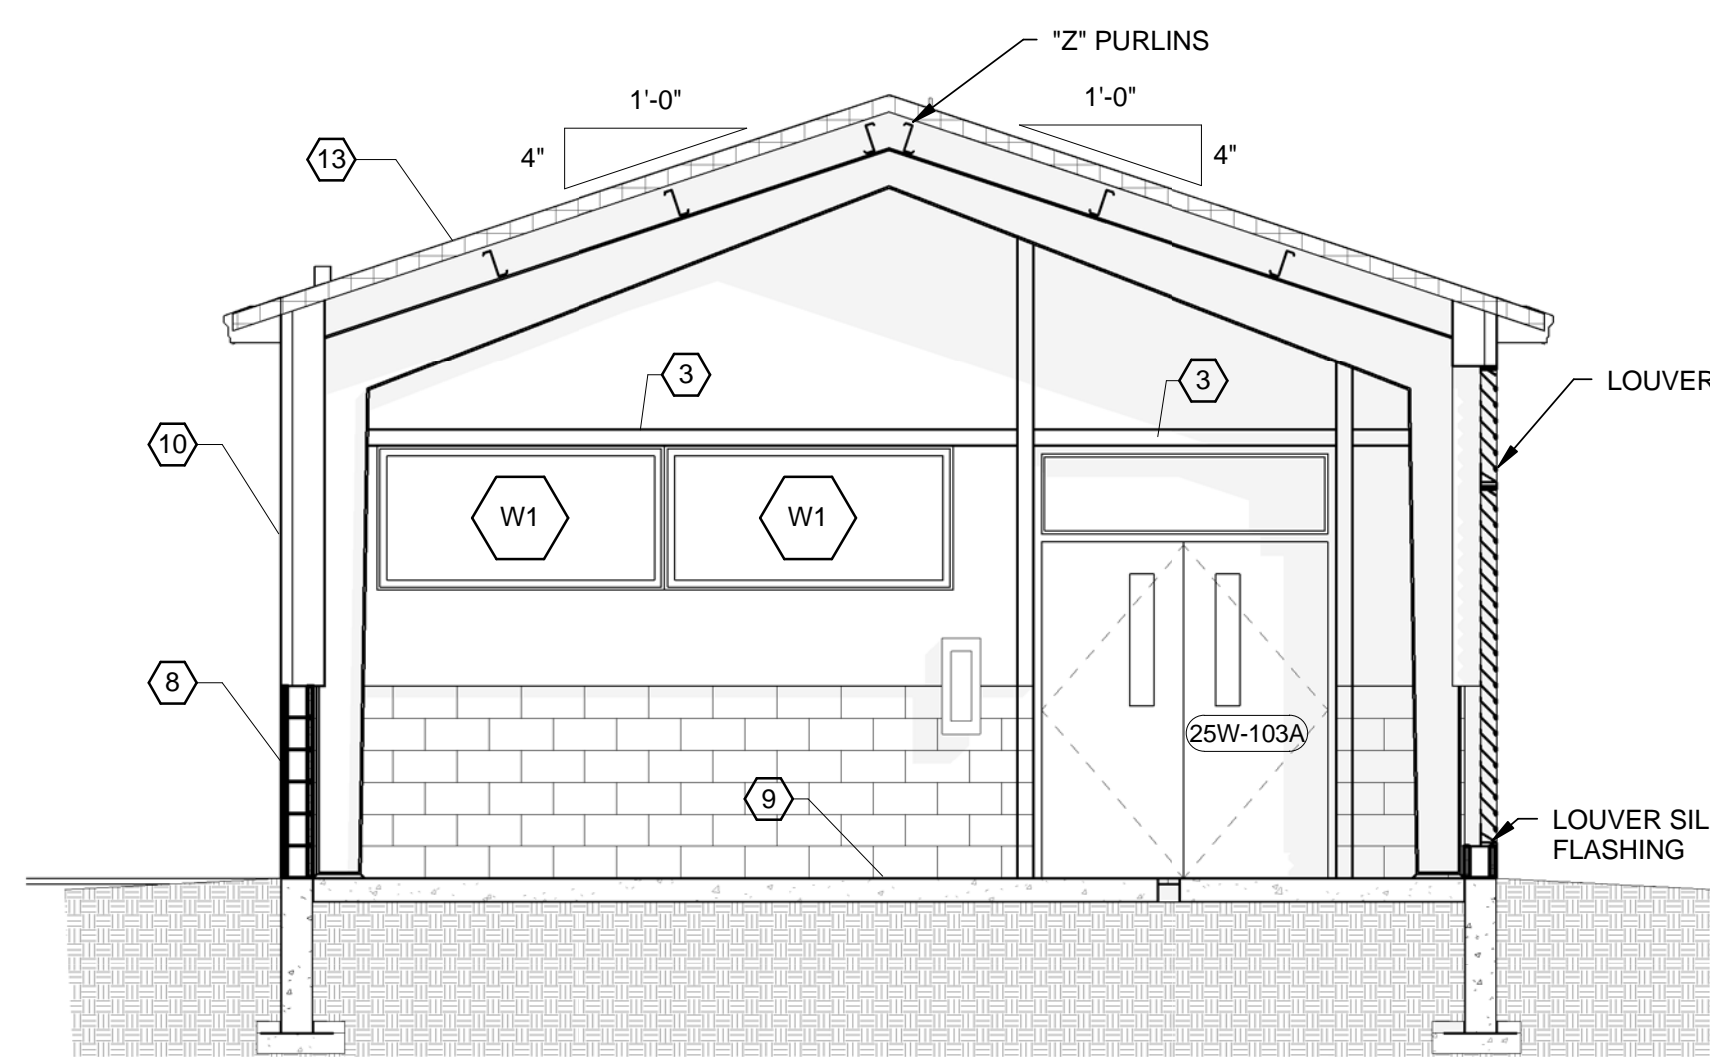 "Z" PURLINS
1'-0"
1'-0"
4"
4"
13
3
3
LOUVER
10
W1
W1
8
25W-103A
9
LOUVER SIL
FLASHING